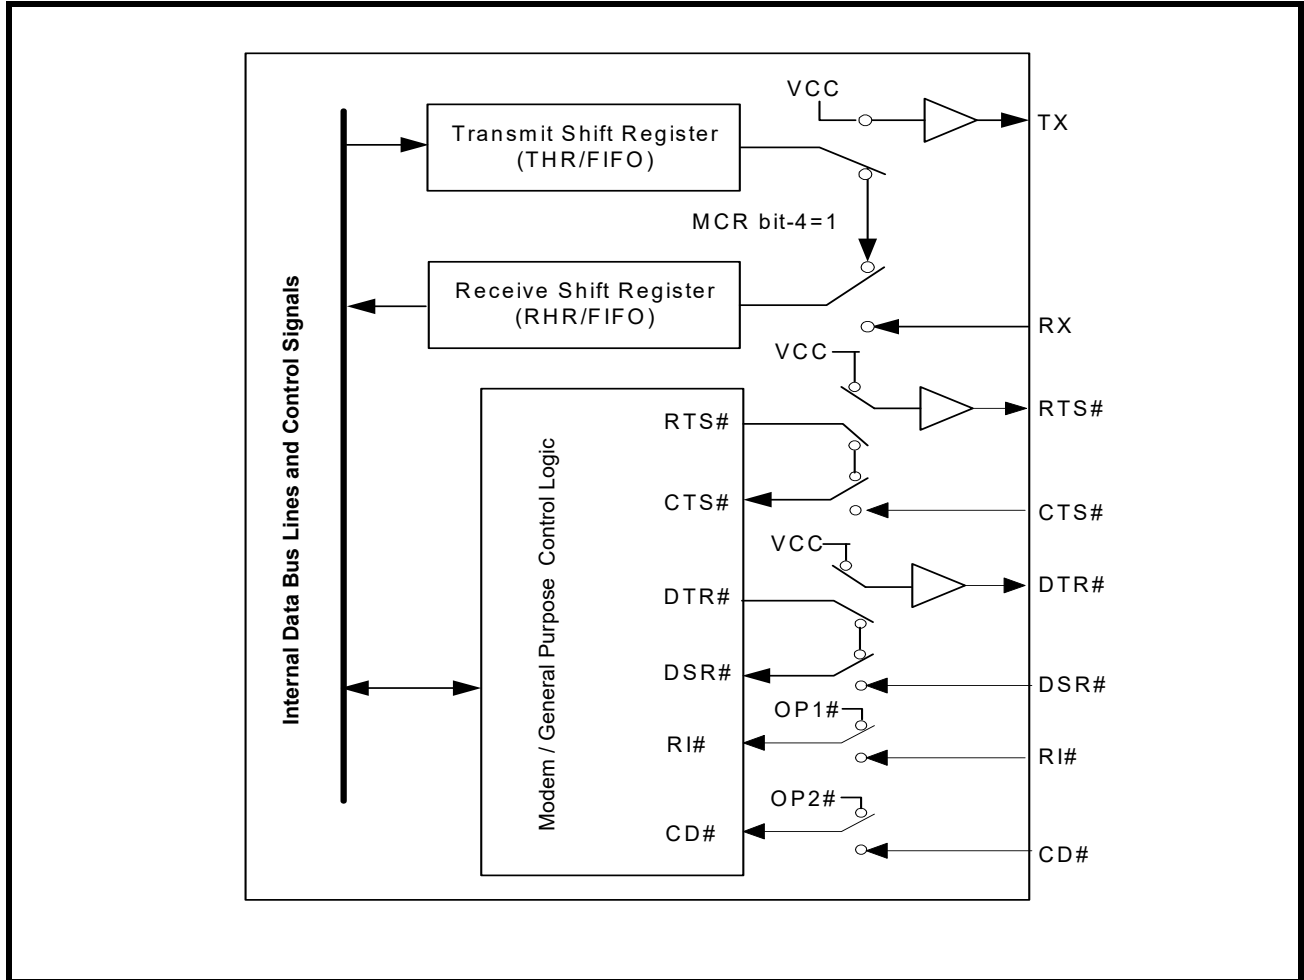 VCC
TX
Transmit Shift Register
(THR/FIFO)
MCR bit-4=1
Receive Shift Register
(RHR/FIFO)
RX
VCC
RTS#
RTS#
CTS#
CTS#
VCC
DTR#
DTR#
DSR#
DSR#
OP1#
RI#
RI#
OP2#
CD#
CD#
Internal Data Bus Lines and Control Signals
Modem / General Purpose Control Logic